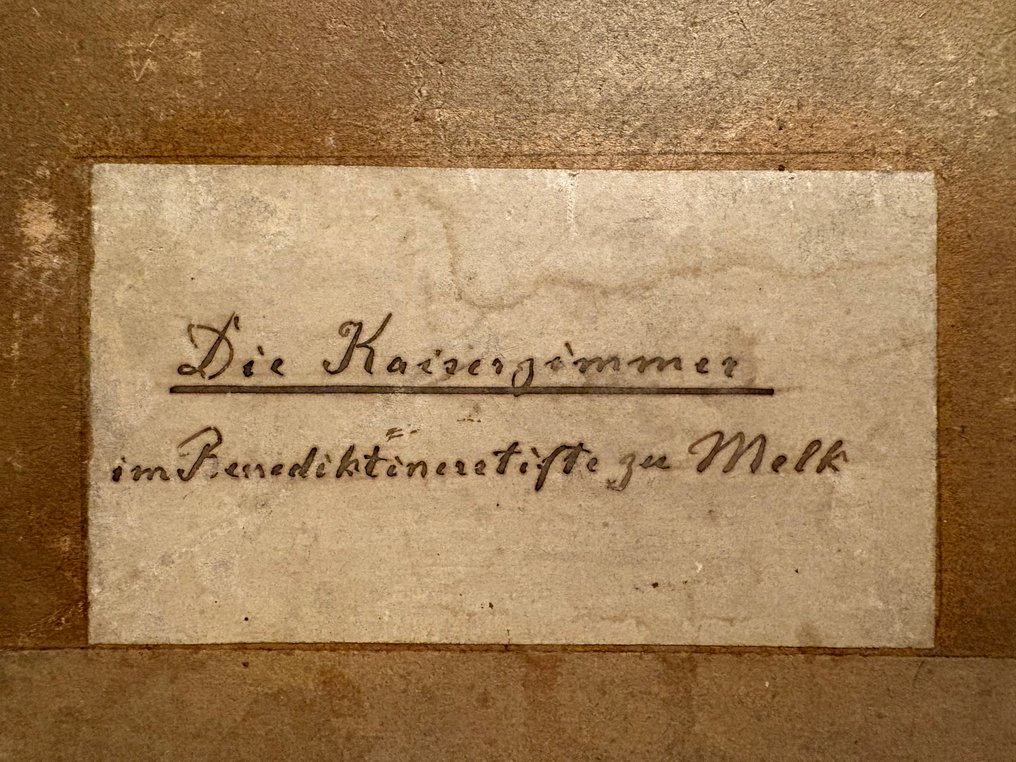 Die Kaiserzimmer
im Benediktinerstifte zu Melk